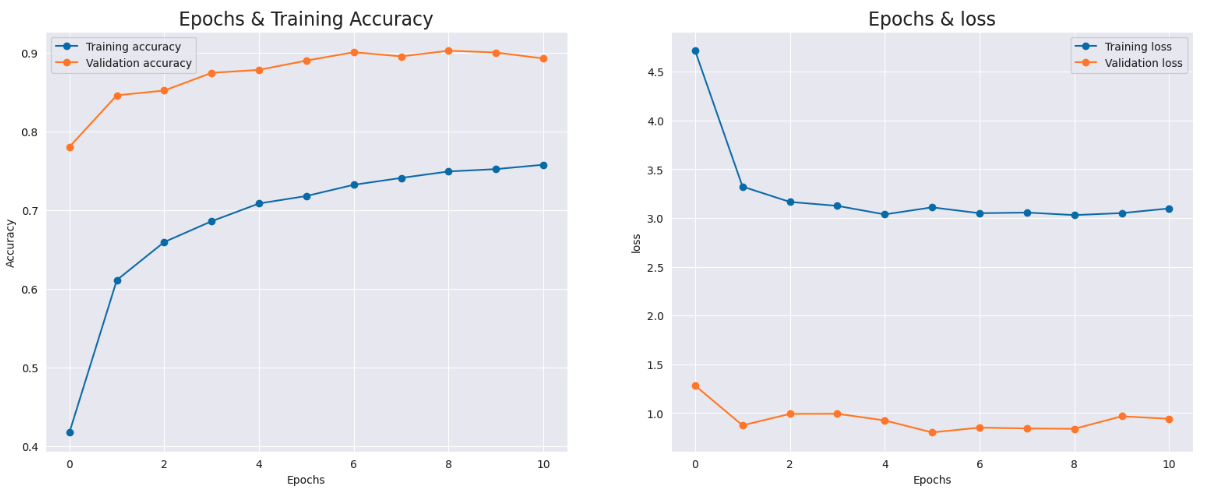 Epochs & Training Accuracy
Training accuracy
Validation accuracy
0.9
0.8
0.7
0.6
0.5
0.4
Accuracy
0 2 4 6 8 10
Epochs
Epochs & loss
Training loss
Validation loss
4.5
4.0
3.5
3.0
2.5
2.0
1.5
1.0
loss
0 2 4 6 8 10
Epochs